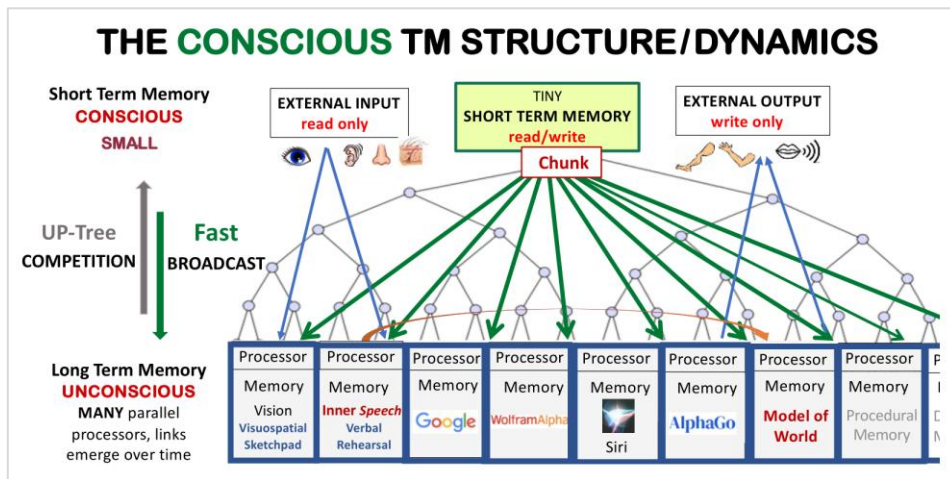 THE CONSCIOUS TM STRUCTURE/DYNAMICS
Short Term Memory
CONSCIOUS
SMALL
EXTERNAL INPUT
read only
TINY
SHORT TERM MEMORY
read/write
Chunk
EXTERNAL OUTPUT
write only
UP-Tree
COMPETITION
Fast
BROADCAST
Long Term Memory
UNCONSCIOUS
MANY parallel
processors, links
emerge over time
Processor
Memory
Vision
Visuospatial
Sketchpad
Processor
Memory
Inner Speech
Verbal
Rehearsal
Processor
Memory
Google
Processor
Memory
WolframAlpha
Processor
Memory
Siri
Processor
Memory
AlphaGo
Processor
Memory
Model of
World
Processor
Memory
Procedural
Memory